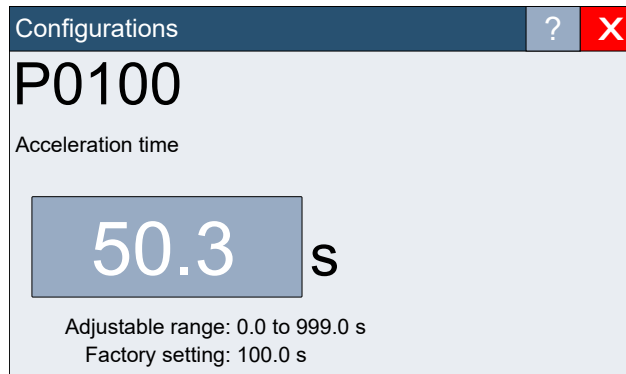 Configurations ? X
P0100
Acceleration time
50.3 s
Adjustable range: 0.0 to 999.0 s
Factory setting: 100.0 s